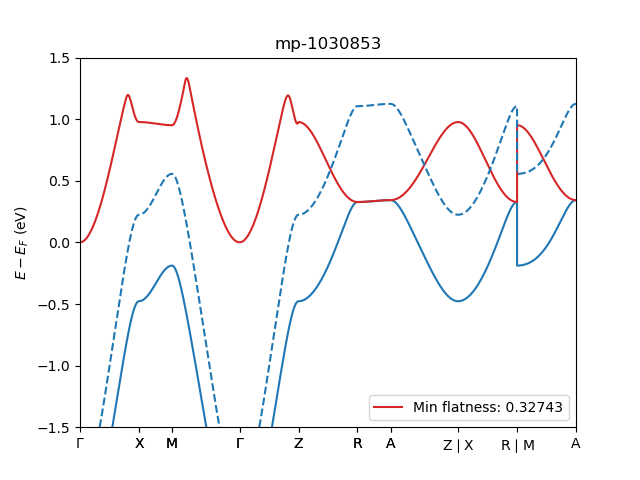 mp-1030853
1.5
1.0
0.5
0.0
−0.5
−1.0
−1.5
E − E_F (eV)
Min flatness: 0.32743
Γ X M Γ Z R A Z | X R | M A